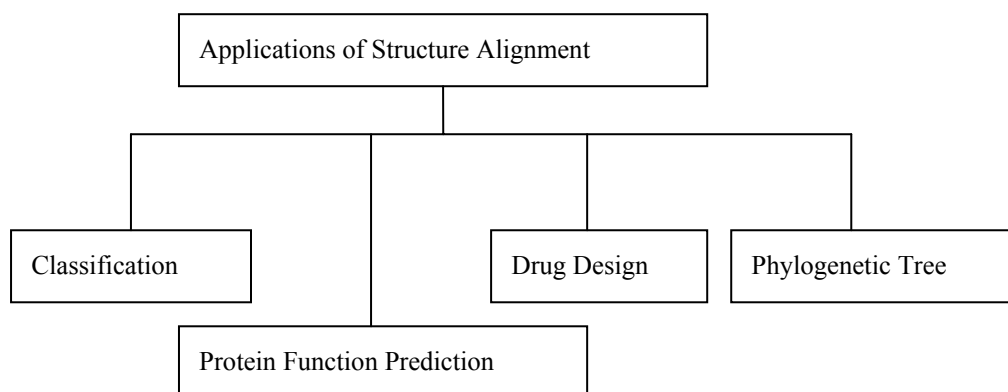 Applications of Structure Alignment
Classification
Drug Design
Phylogenetic Tree
Protein Function Prediction